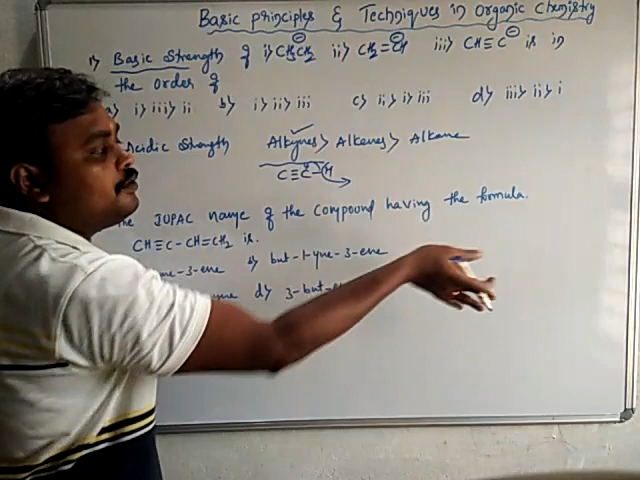 Basic principles & Techniques in organic chemistry
1) Basic Strength of i) CH₃CH₂⊖ ii) CH₂=CH⊖ iii) CH≡C⊖ is in
the order of
i) iii) ii b) i) ii) iii c) ii) i) iii d) iii) ii) i
Acidic Strength Alkynes > Alkenes > Alkane
C≡C-H
IUPAC name of the compound having the formula.
CH≡C-CH=CH₂ is.
-3-ene but-1-yne-3-ene
d) 3-but-